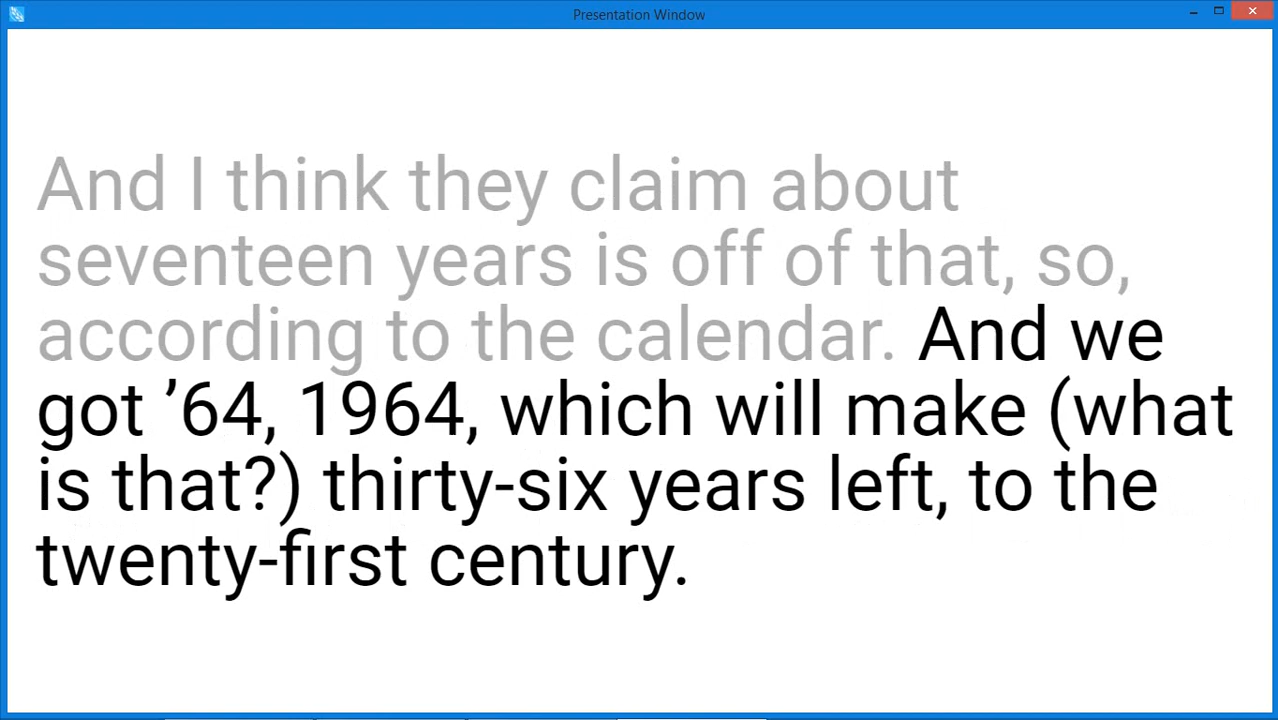 Presentation Window
And I think they claim about
seventeen years is off of that, so,
according to the calendar. And we
got ’64, 1964, which will make (what
is that?) thirty-six years left, to the
twenty-first century.